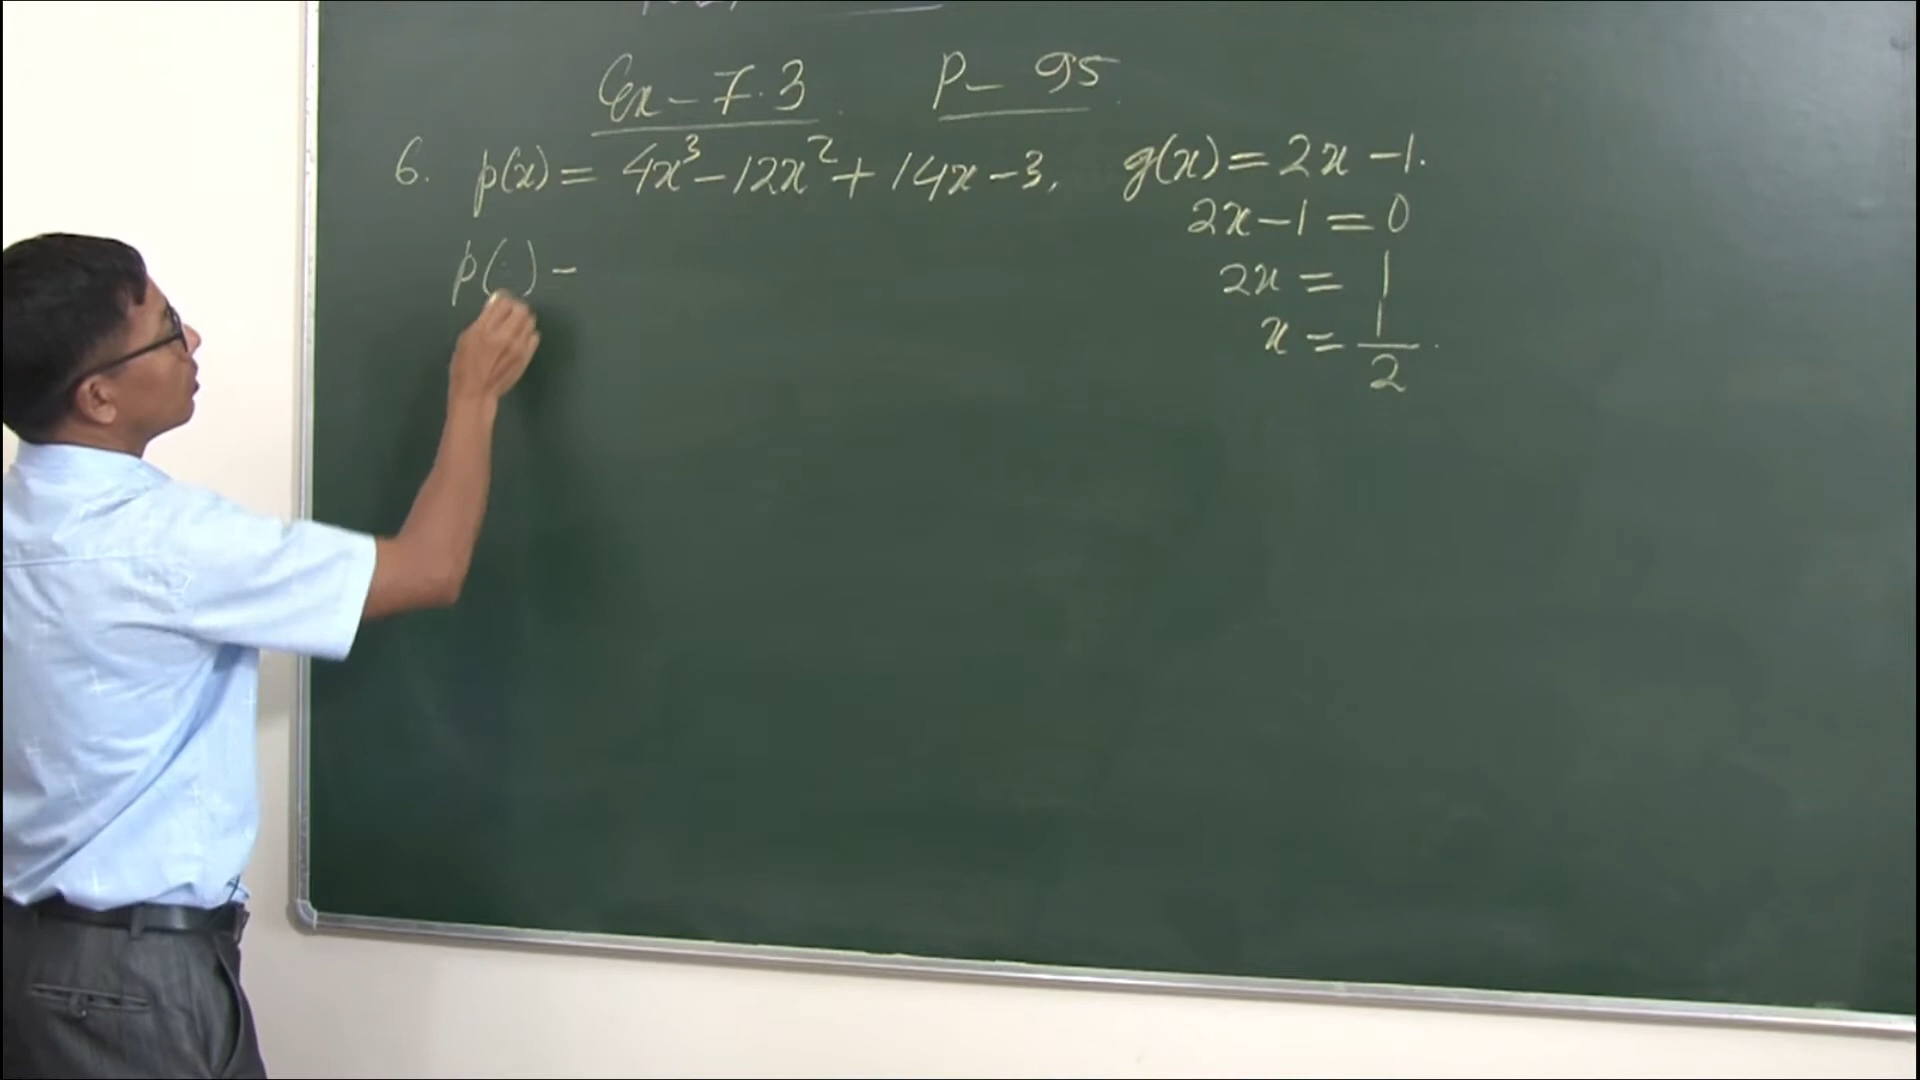 Ex - 7.3 P - 95
6. p(x) = 4x³ - 12x² + 14x - 3, g(x) = 2x - 1.
2x - 1 = 0
p( ) - 2x = 1
x = 1/2.